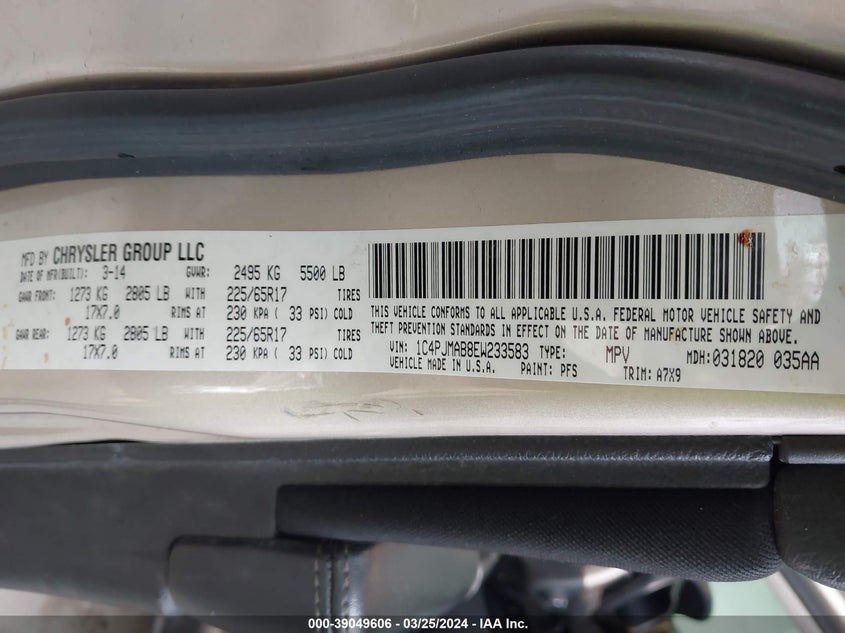 MFD BY CHRYSLER GROUP LLC
DATE OF MFR(BUILT): 3-14 GVWR: 2495 KG 5500 LB
GAWR FRONT: 1273 KG 2805 LB WITH 225/65R17 TIRES
17X7.0 RIMS AT 230 KPA ( 33 PSI) COLD
GAWR REAR: 1273 KG 2805 LB WITH 225/65R17 TIRES
17X7.0 RIMS AT 230 KPA ( 33 PSI) COLD
THIS VEHICLE CONFORMS TO ALL APPLICABLE U.S.A. FEDERAL MOTOR VEHICLE SAFETY AND
THEFT PREVENTION STANDARDS IN EFFECT ON THE DATE OF MANUFACTURE SHOWN ABOVE.
VIN: 1C4PJMAB8EW233583 TYPE: MPV MDH: 031820 035AA
VEHICLE MADE IN U.S.A. PAINT: PFS TRIM: A7X9
000-39049606 - 03/25/2024 - IAA Inc.